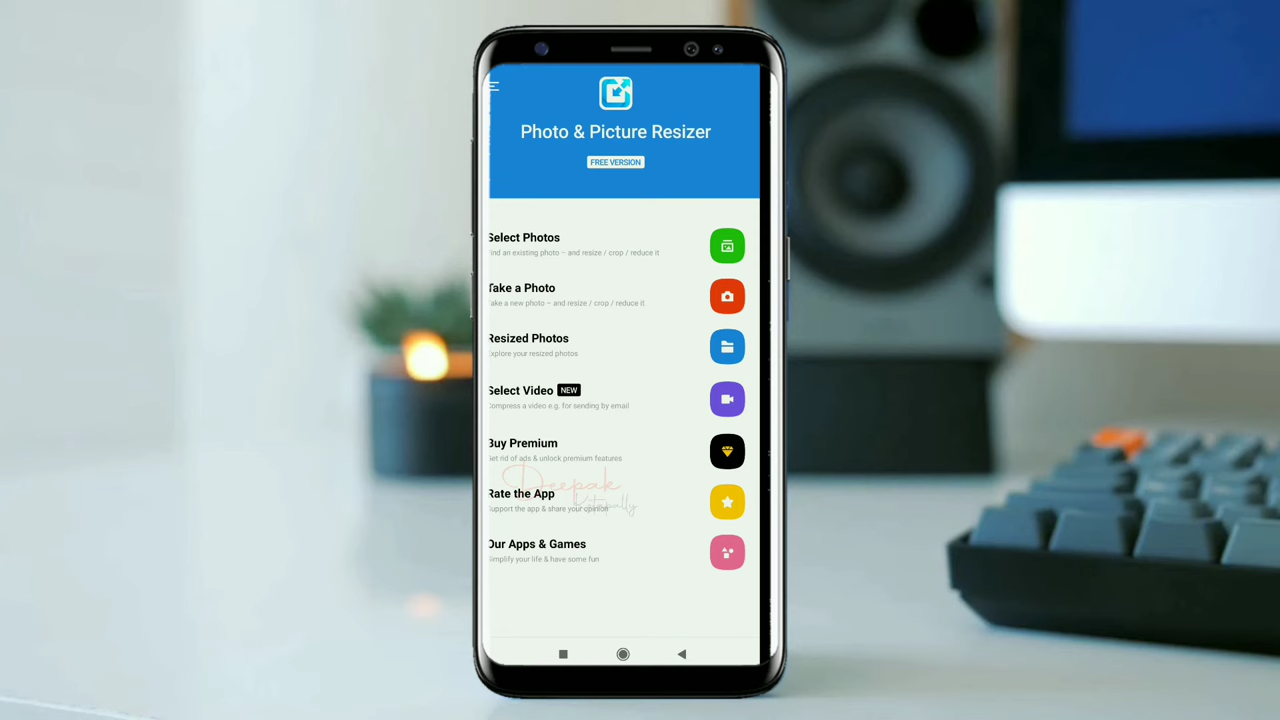 Photo & Picture Resizer
FREE VERSION
Select Photos
find an existing photo – and resize / crop / reduce it
Take a Photo
take a new photo – and resize / crop / reduce it
Resized Photos
Explore your resized photos
Select Video NEW
Compress a video e.g. for sending by email
Buy Premium
Get rid of ads & unlock premium features
Deepak
Rate the App
Support the app & share your opinion
Our Apps & Games
Simplify your life & have some fun